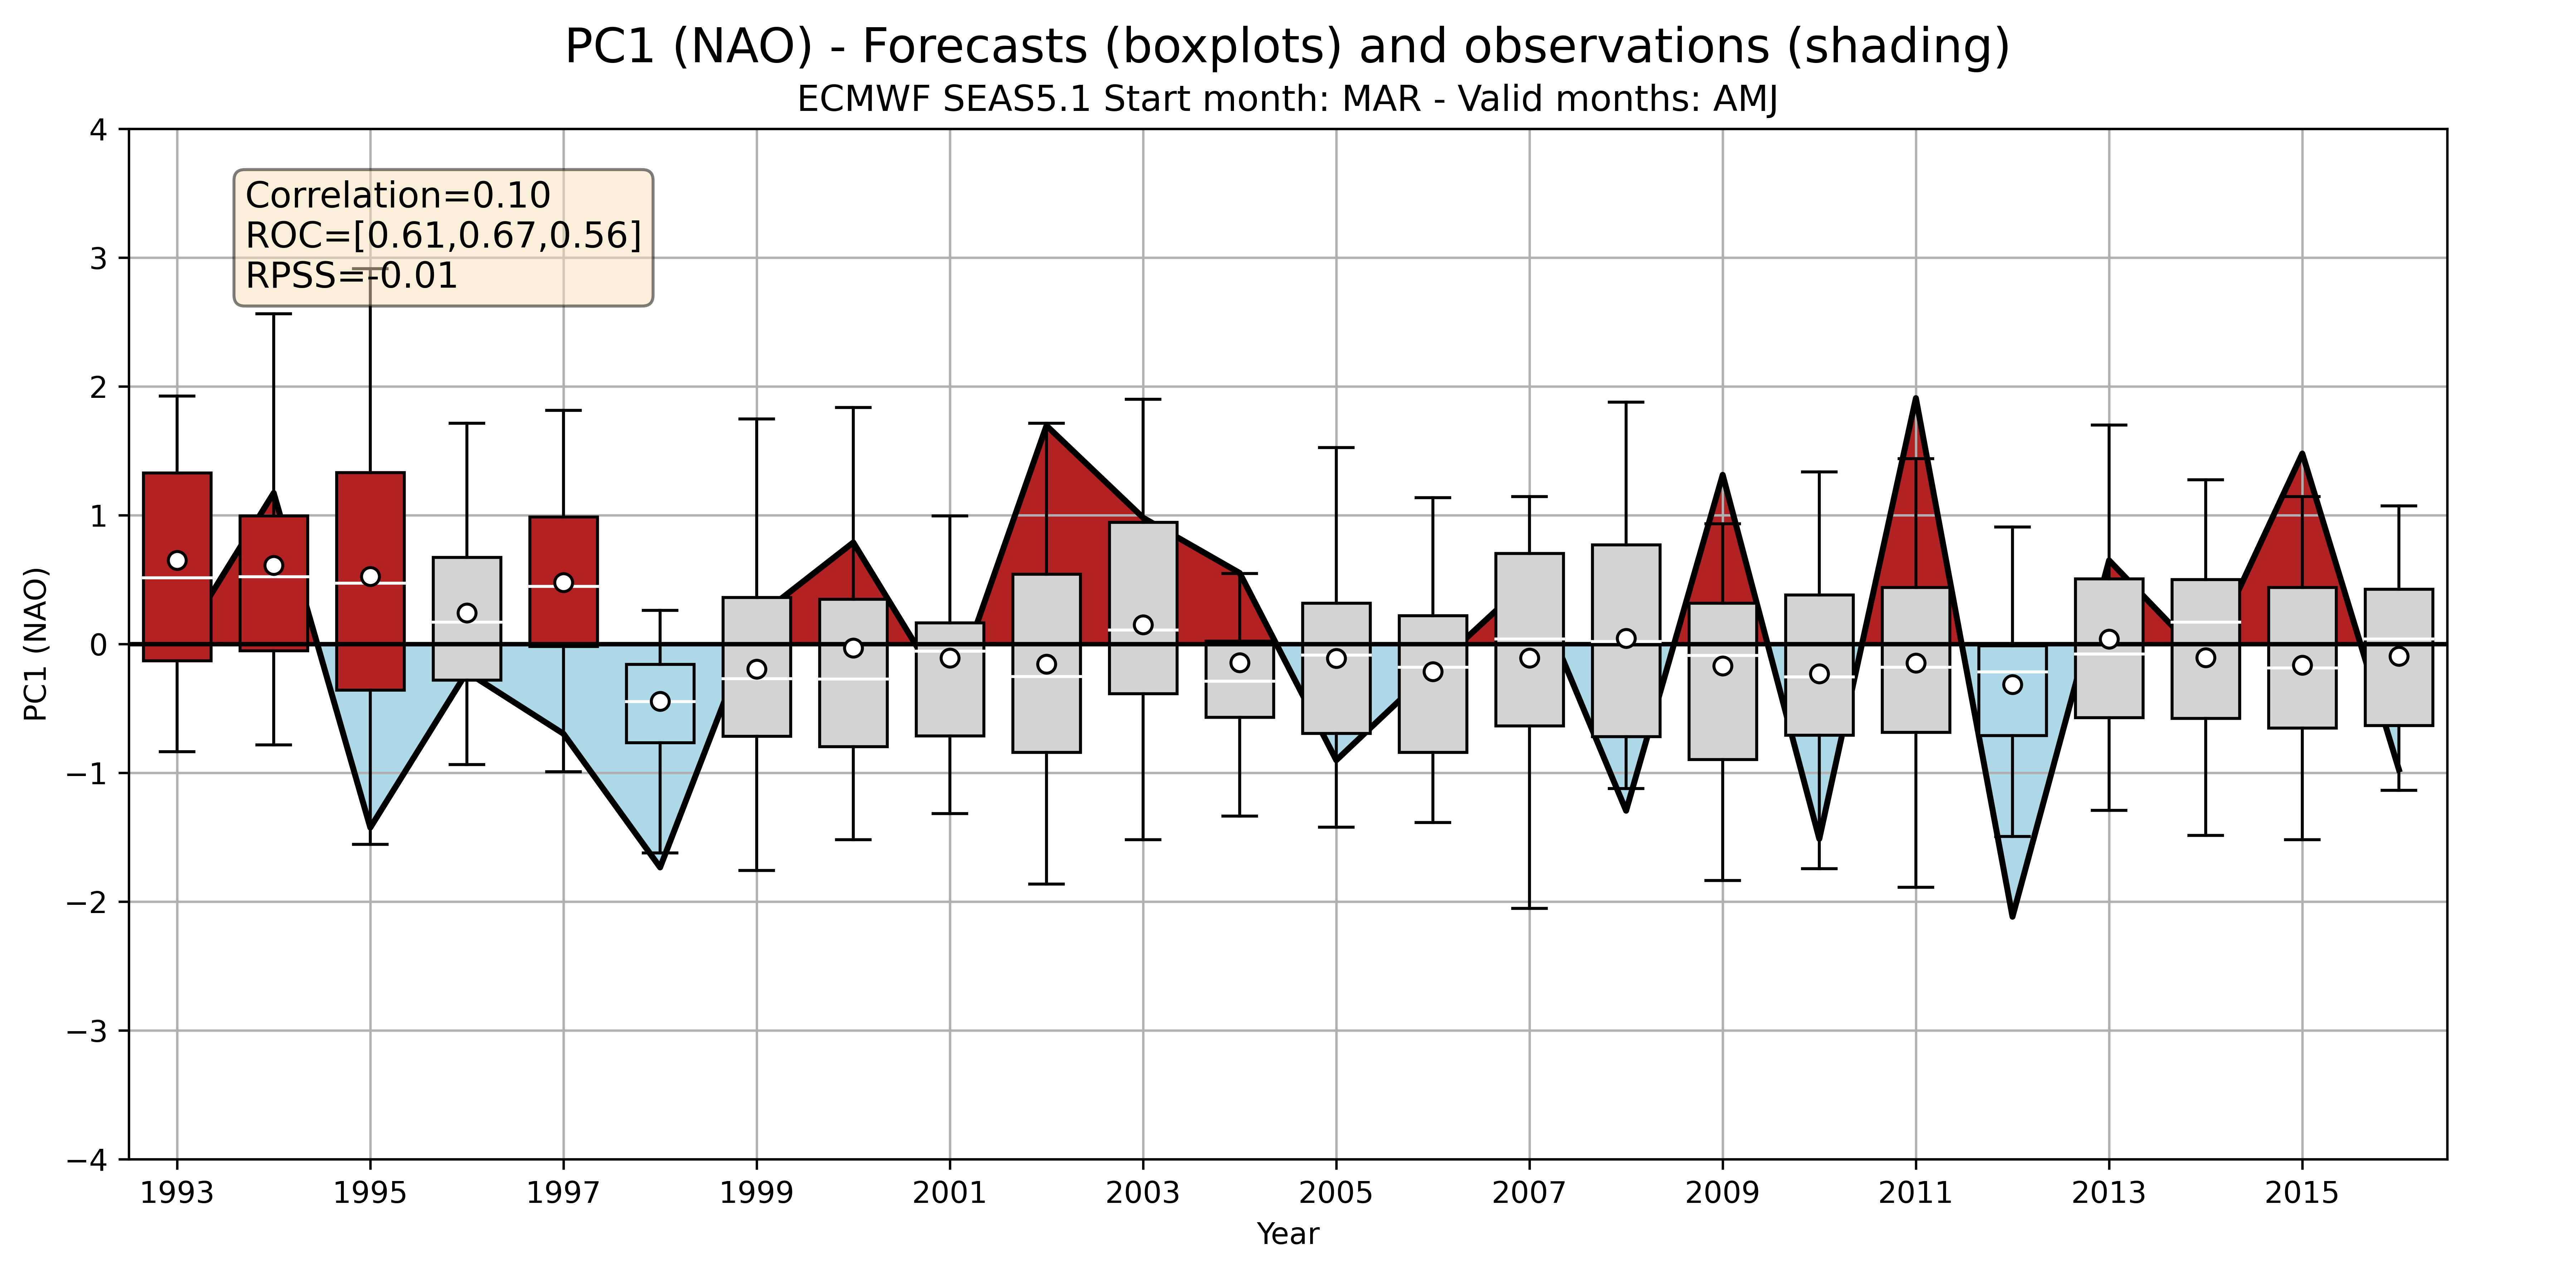 PC1 (NAO) - Forecasts (boxplots) and observations (shading)
ECMWF SEAS5.1 Start month: MAR - Valid months: AMJ
Correlation=0.10
ROC=[0.61,0.67,0.56]
RPSS=-0.01
PC1 (NAO)
4
3
2
1
0
−1
−2
−3
−4
1993 1995 1997 1999 2001 2003 2005 2007 2009 2011 2013 2015
Year